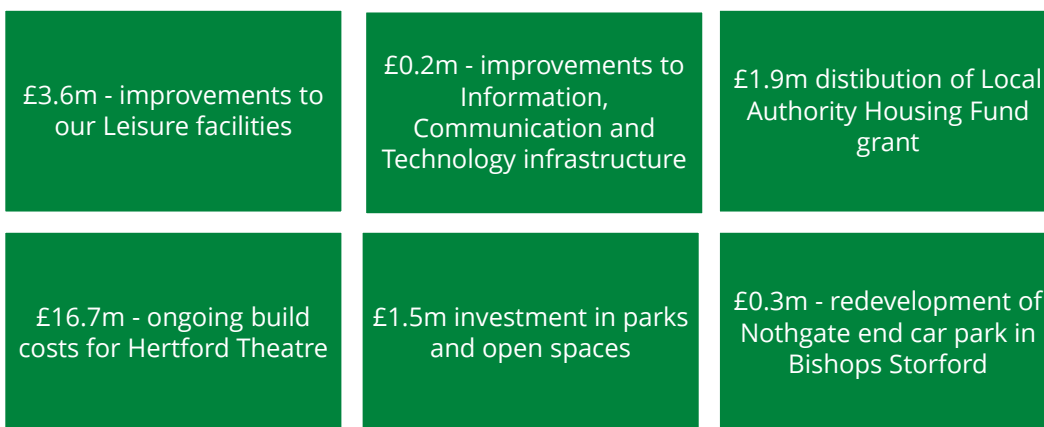 £3.6m - improvements to
our Leisure facilities
£0.2m - improvements to
Information,
Communication and
Technology infrastructure
£1.9m distibution of Local
Authority Housing Fund
grant
£16.7m - ongoing build
costs for Hertford Theatre
£1.5m investment in parks
and open spaces
£0.3m - redevelopment of
Nothgate end car park in
Bishops Storford